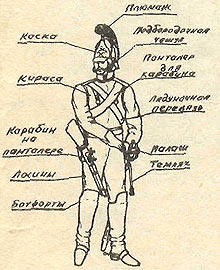 Плюмаж
Каска
Подбородочная
чешуя
Панталер
для
карабина
Кираса
Лядуночная
перевязь
Карабин
на
панталере
Палаш
Темляк
Лосины
Ботфорты